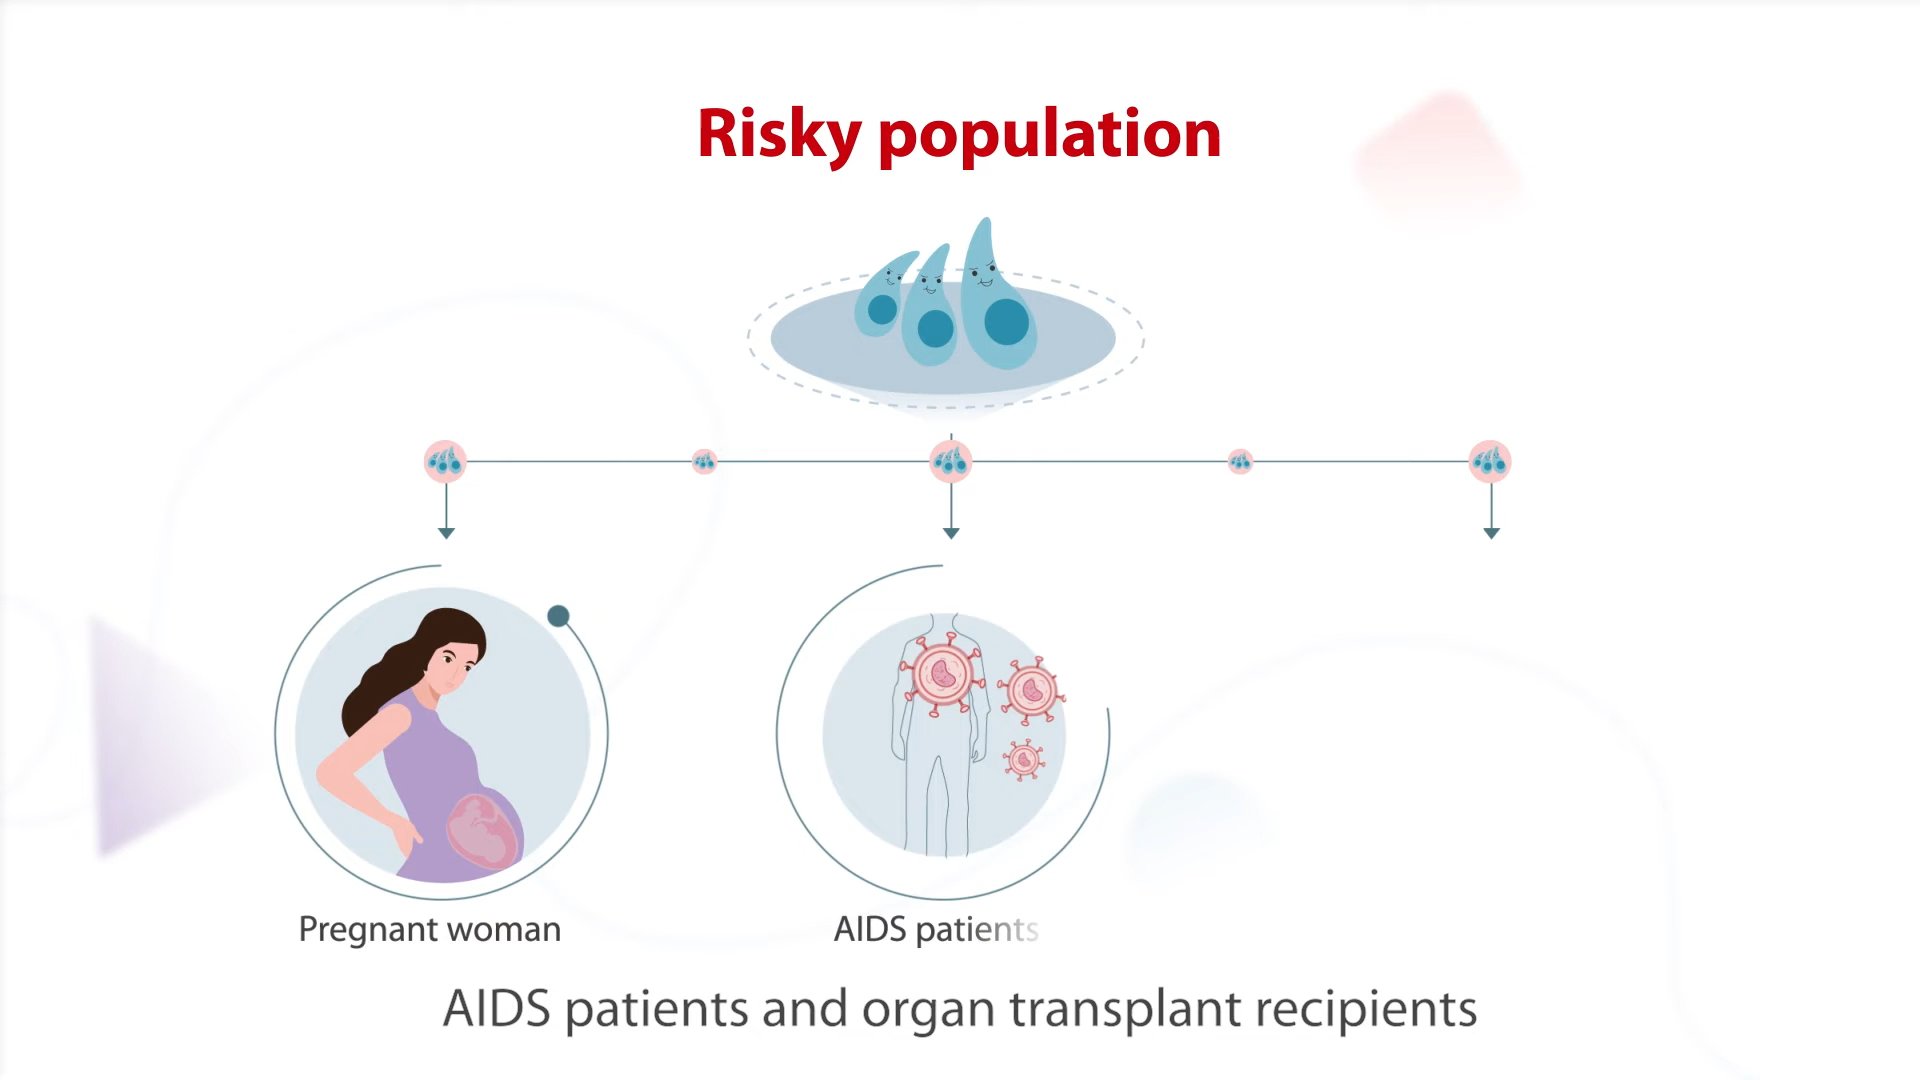 Risky population
Pregnant woman
AIDS patients
AIDS patients and organ transplant recipients